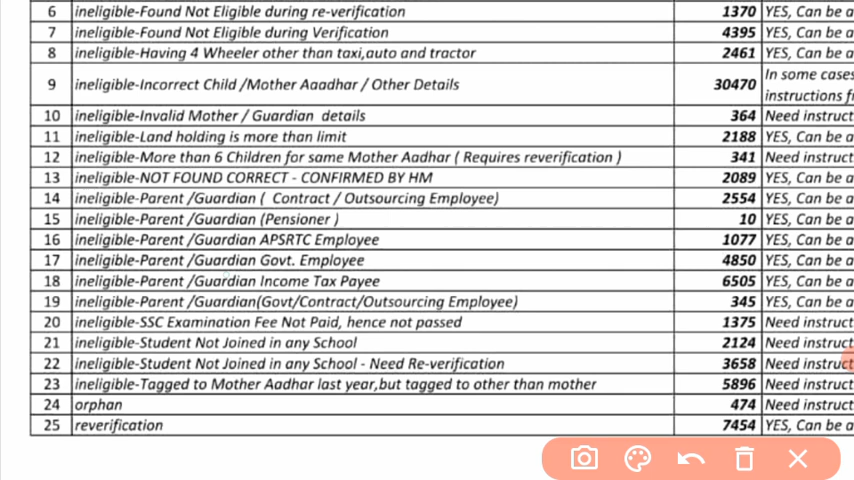 6 ineligible-Found Not Eligible during re-verification 1370 YES, Can be a
7 ineligible-Found Not Eligible during Verification 4395 YES, Can be a
8 ineligible-Having 4 Wheeler other than taxi,auto and tractor 2461 YES, Can be a
9 ineligible-Incorrect Child /Mother Aaadhar / Other Details 30470 In some cases
instructions
10 ineligible-Invalid Mother / Guardian details 364 Need instruct
11 ineligible-Land holding is more than limit 2188 YES, Can be a
12 ineligible-More than 6 Children for same Mother Aadhar ( Requires reverification ) 341 Need instruct
13 ineligible-NOT FOUND CORRECT - CONFIRMED BY HM 2089 YES, Can be a
14 ineligible-Parent /Guardian ( Contract / Outsourcing Employee) 2554 YES, Can be a
15 ineligible-Parent /Guardian (Pensioner ) 10 YES, Can be a
16 ineligible-Parent /Guardian APSRTC Employee 1077 YES, Can be a
17 ineligible-Parent /Guardian Govt. Employee 4850 YES, Can be a
18 ineligible-Parent /Guardian Income Tax Payee 6505 YES, Can be a
19 ineligible-Parent /Guardian(Govt/Contract/Outsourcing Employee) 345 YES, Can be a
20 ineligible-SSC Examination Fee Not Paid, hence not passed 1375 Need instruct
21 ineligible-Student Not Joined in any School 2124 Need instruct
22 ineligible-Student Not Joined in any School - Need Re-verification 3658 Need instruct
23 ineligible-Tagged to Mother Aadhar last year,but tagged to other than mother 5896 Need instruct
24 orphan 474 Need instruct
25 reverification 7454 YES, Can be a